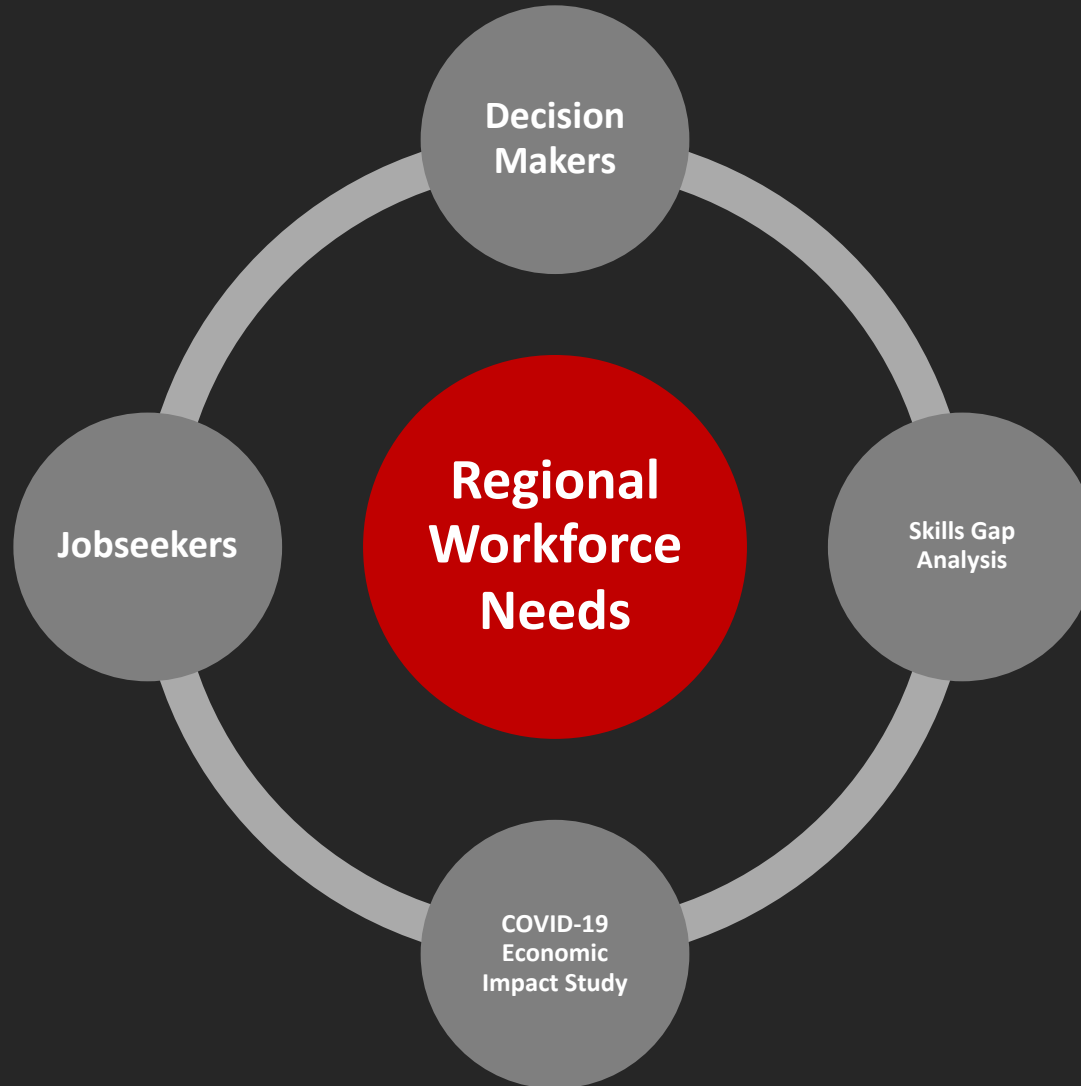 Decision
Makers
Jobseekers
Regional
Workforce
Needs
Skills Gap
Analysis
COVID-19
Economic
Impact Study